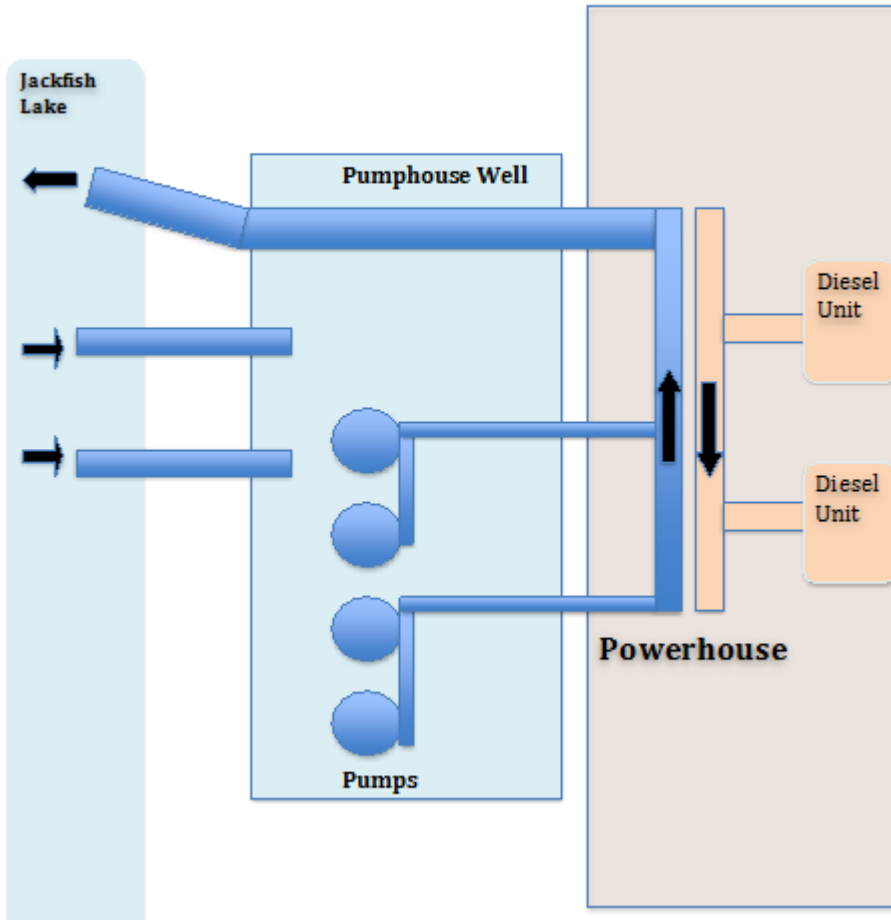 Jackfish
Lake
Pumphouse Well
Diesel
Unit
Diesel
Unit
Powerhouse
Pumps